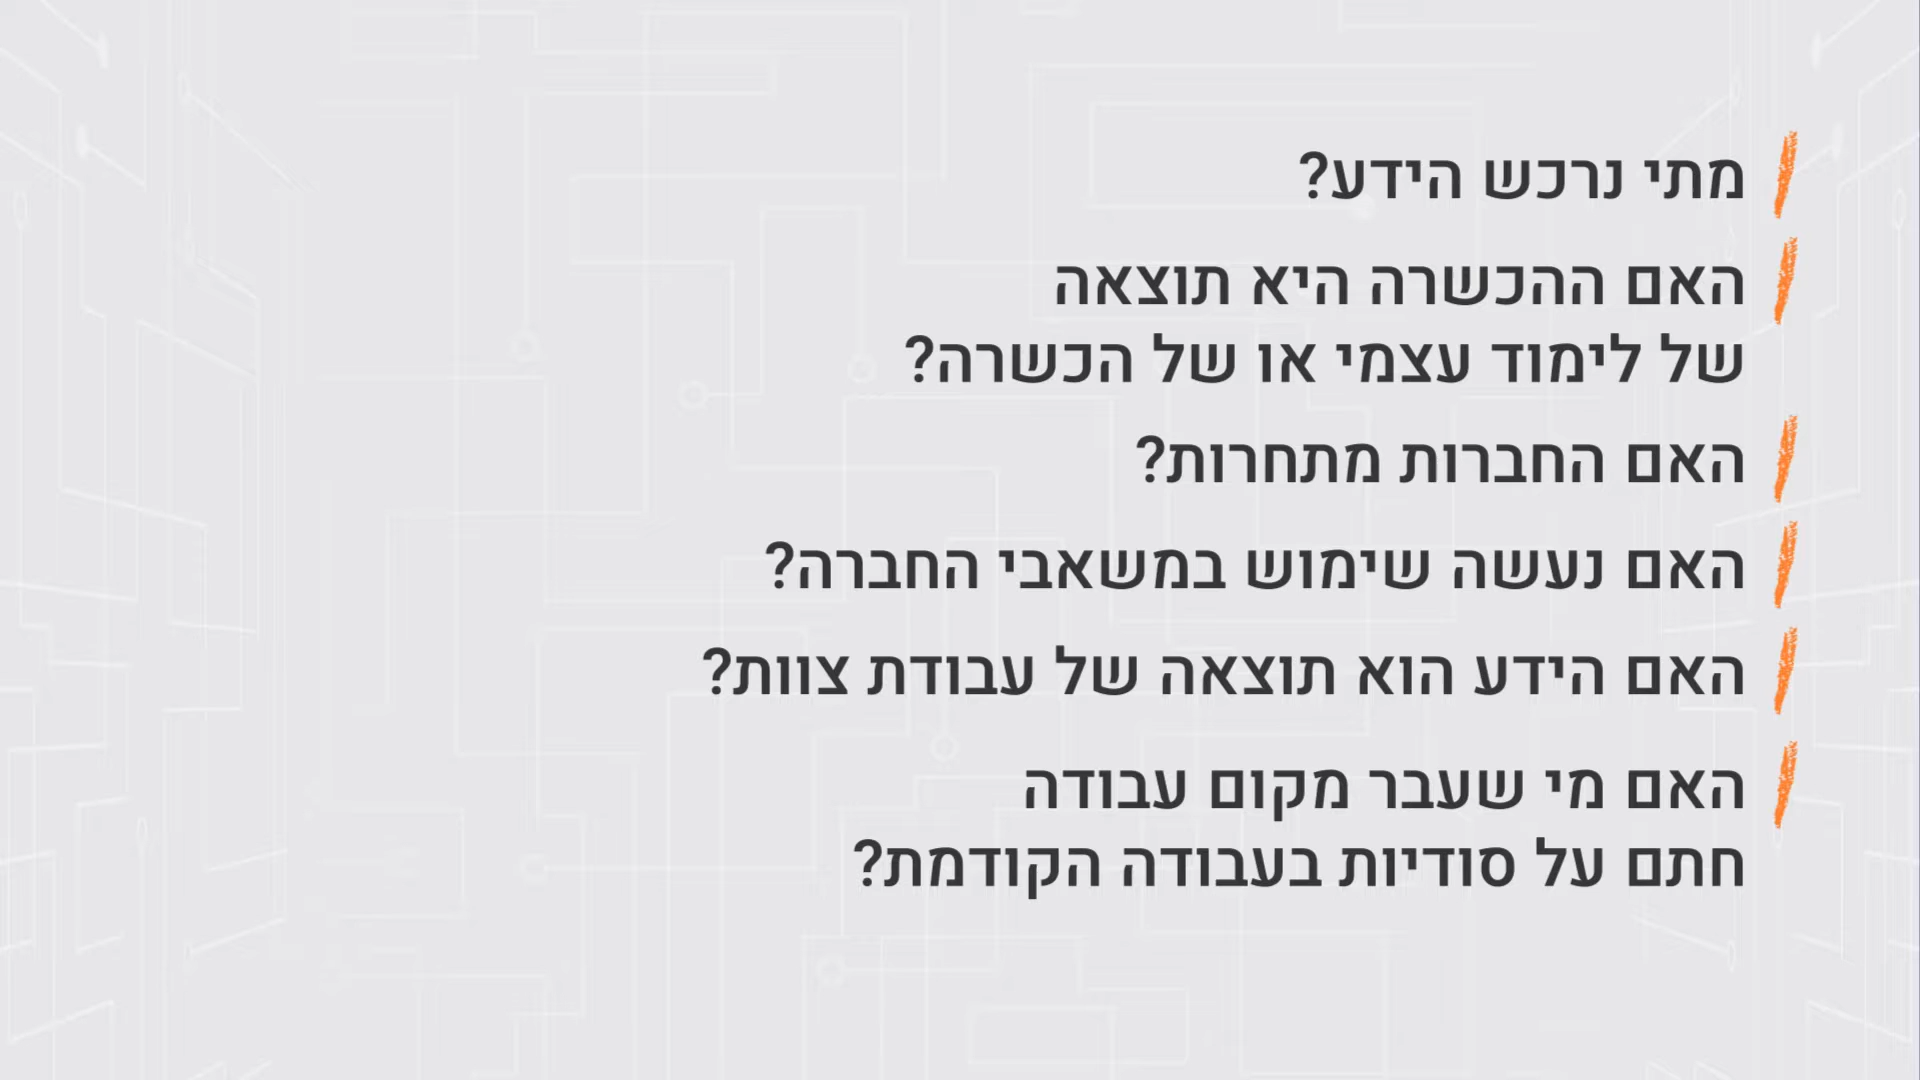 מתי נרכש הידע?
האם ההכשרה היא תוצאה
של לימוד עצמי או של הכשרה?
האם החברות מתחרות?
האם נעשה שימוש במשאבי החברה?
האם הידע הוא תוצאה של עבודת צוות?
האם מי שעבר מקום עבודה
חתם על סודיות בעבודה הקודמת?